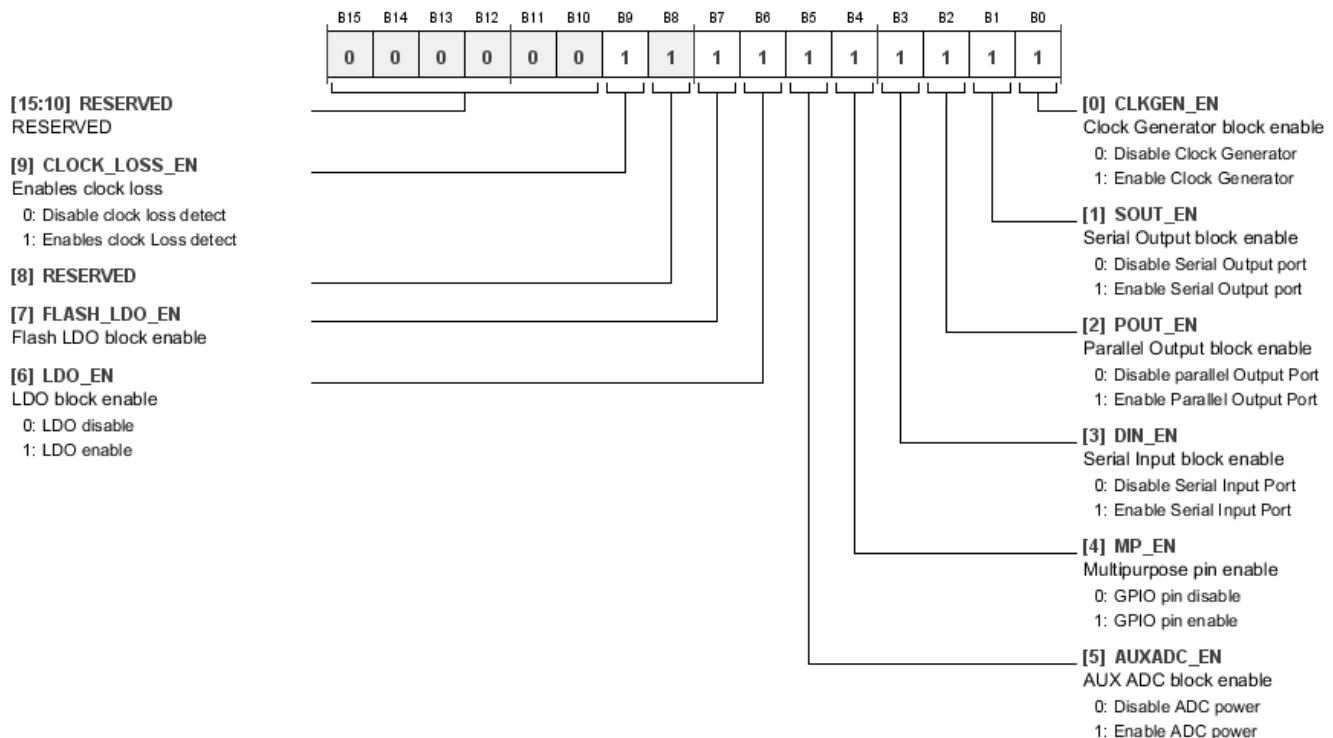 B15 B14 B13 B12 B11 B10 B9 B8 B7 B6 B5 B4 B3 B2 B1 B0
0 0 0 0 0 0 1 1 1 1 1 1 1 1 1 1
[15:10] RESERVED
RESERVED
[9] CLOCK_LOSS_EN
Enables clock loss
0: Disable clock loss detect
1: Enables clock Loss detect
[8] RESERVED
[7] FLASH_LDO_EN
Flash LDO block enable
[6] LDO_EN
LDO block enable
0: LDO disable
1: LDO enable
[0] CLKGEN_EN
Clock Generator block enable
0: Disable Clock Generator
1: Enable Clock Generator
[1] SOUT_EN
Serial Output block enable
0: Disable Serial Output port
1: Enable Serial Output port
[2] POUT_EN
Parallel Output block enable
0: Disable parallel Output Port
1: Enable Parallel Output Port
[3] DIN_EN
Serial Input block enable
0: Disable Serial Input Port
1: Enable Serial Input Port
[4] MP_EN
Multipurpose pin enable
0: GPIO pin disable
1: GPIO pin enable
[5] AUXADC_EN
AUX ADC block enable
0: Disable ADC power
1: Enable ADC power